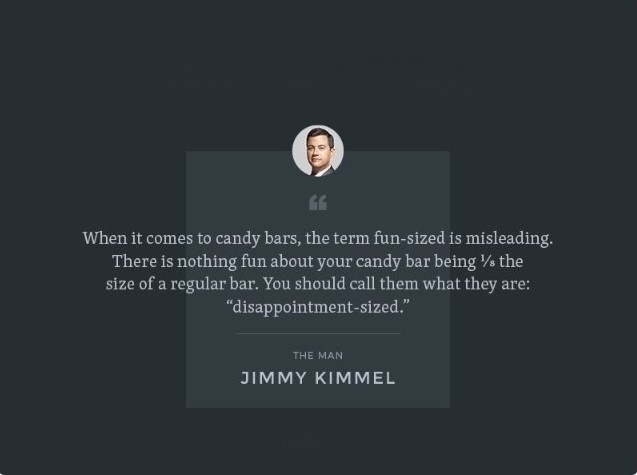 “
When it comes to candy bars, the term fun-sized is misleading.
There is nothing fun about your candy bar being ⅛ the
size of a regular bar. You should call them what they are:
“disappointment-sized.”
THE MAN
JIMMY KIMMEL